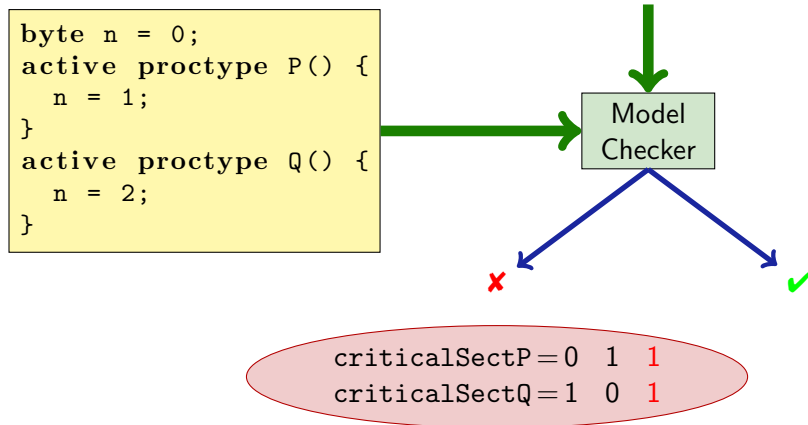 byte n = 0;
active proctype P() {
n = 1;
}
active proctype Q() {
n = 2;
}
Model
Checker
✘ ✔
criticalSectP=0 1 1
criticalSectQ=1 0 1